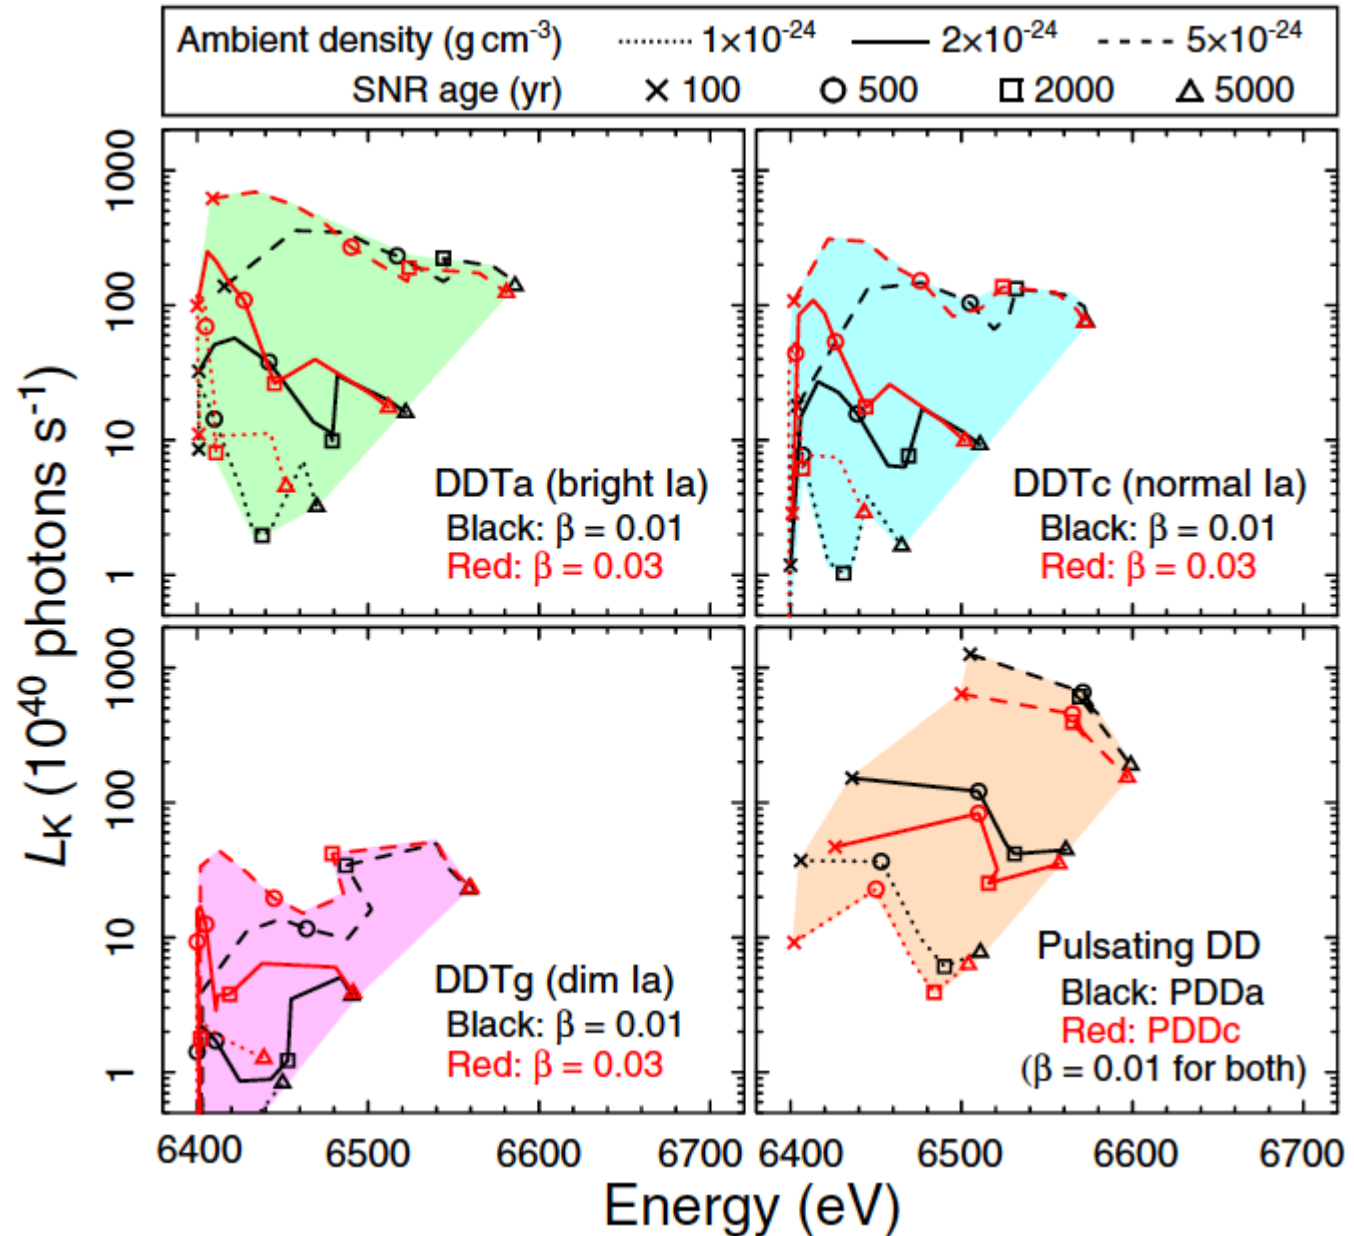 Ambient density (g cm⁻³) 1×10⁻²⁴ 2×10⁻²⁴ 5×10⁻²⁴
SNR age (yr) × 100 ○ 500 □ 2000 △ 5000
L_K (10⁴⁰ photons s⁻¹)
1000
100
10
1
DDTa (bright Ia)
Black: β = 0.01
Red: β = 0.03
DDTc (normal Ia)
Black: β = 0.01
Red: β = 0.03
1000
100
10
1
DDTg (dim Ia)
Black: β = 0.01
Red: β = 0.03
Pulsating DD
Black: PDDa
Red: PDDc
(β = 0.01 for both)
6400 6500 6600 6700 6400 6500 6600 6700
Energy (eV)